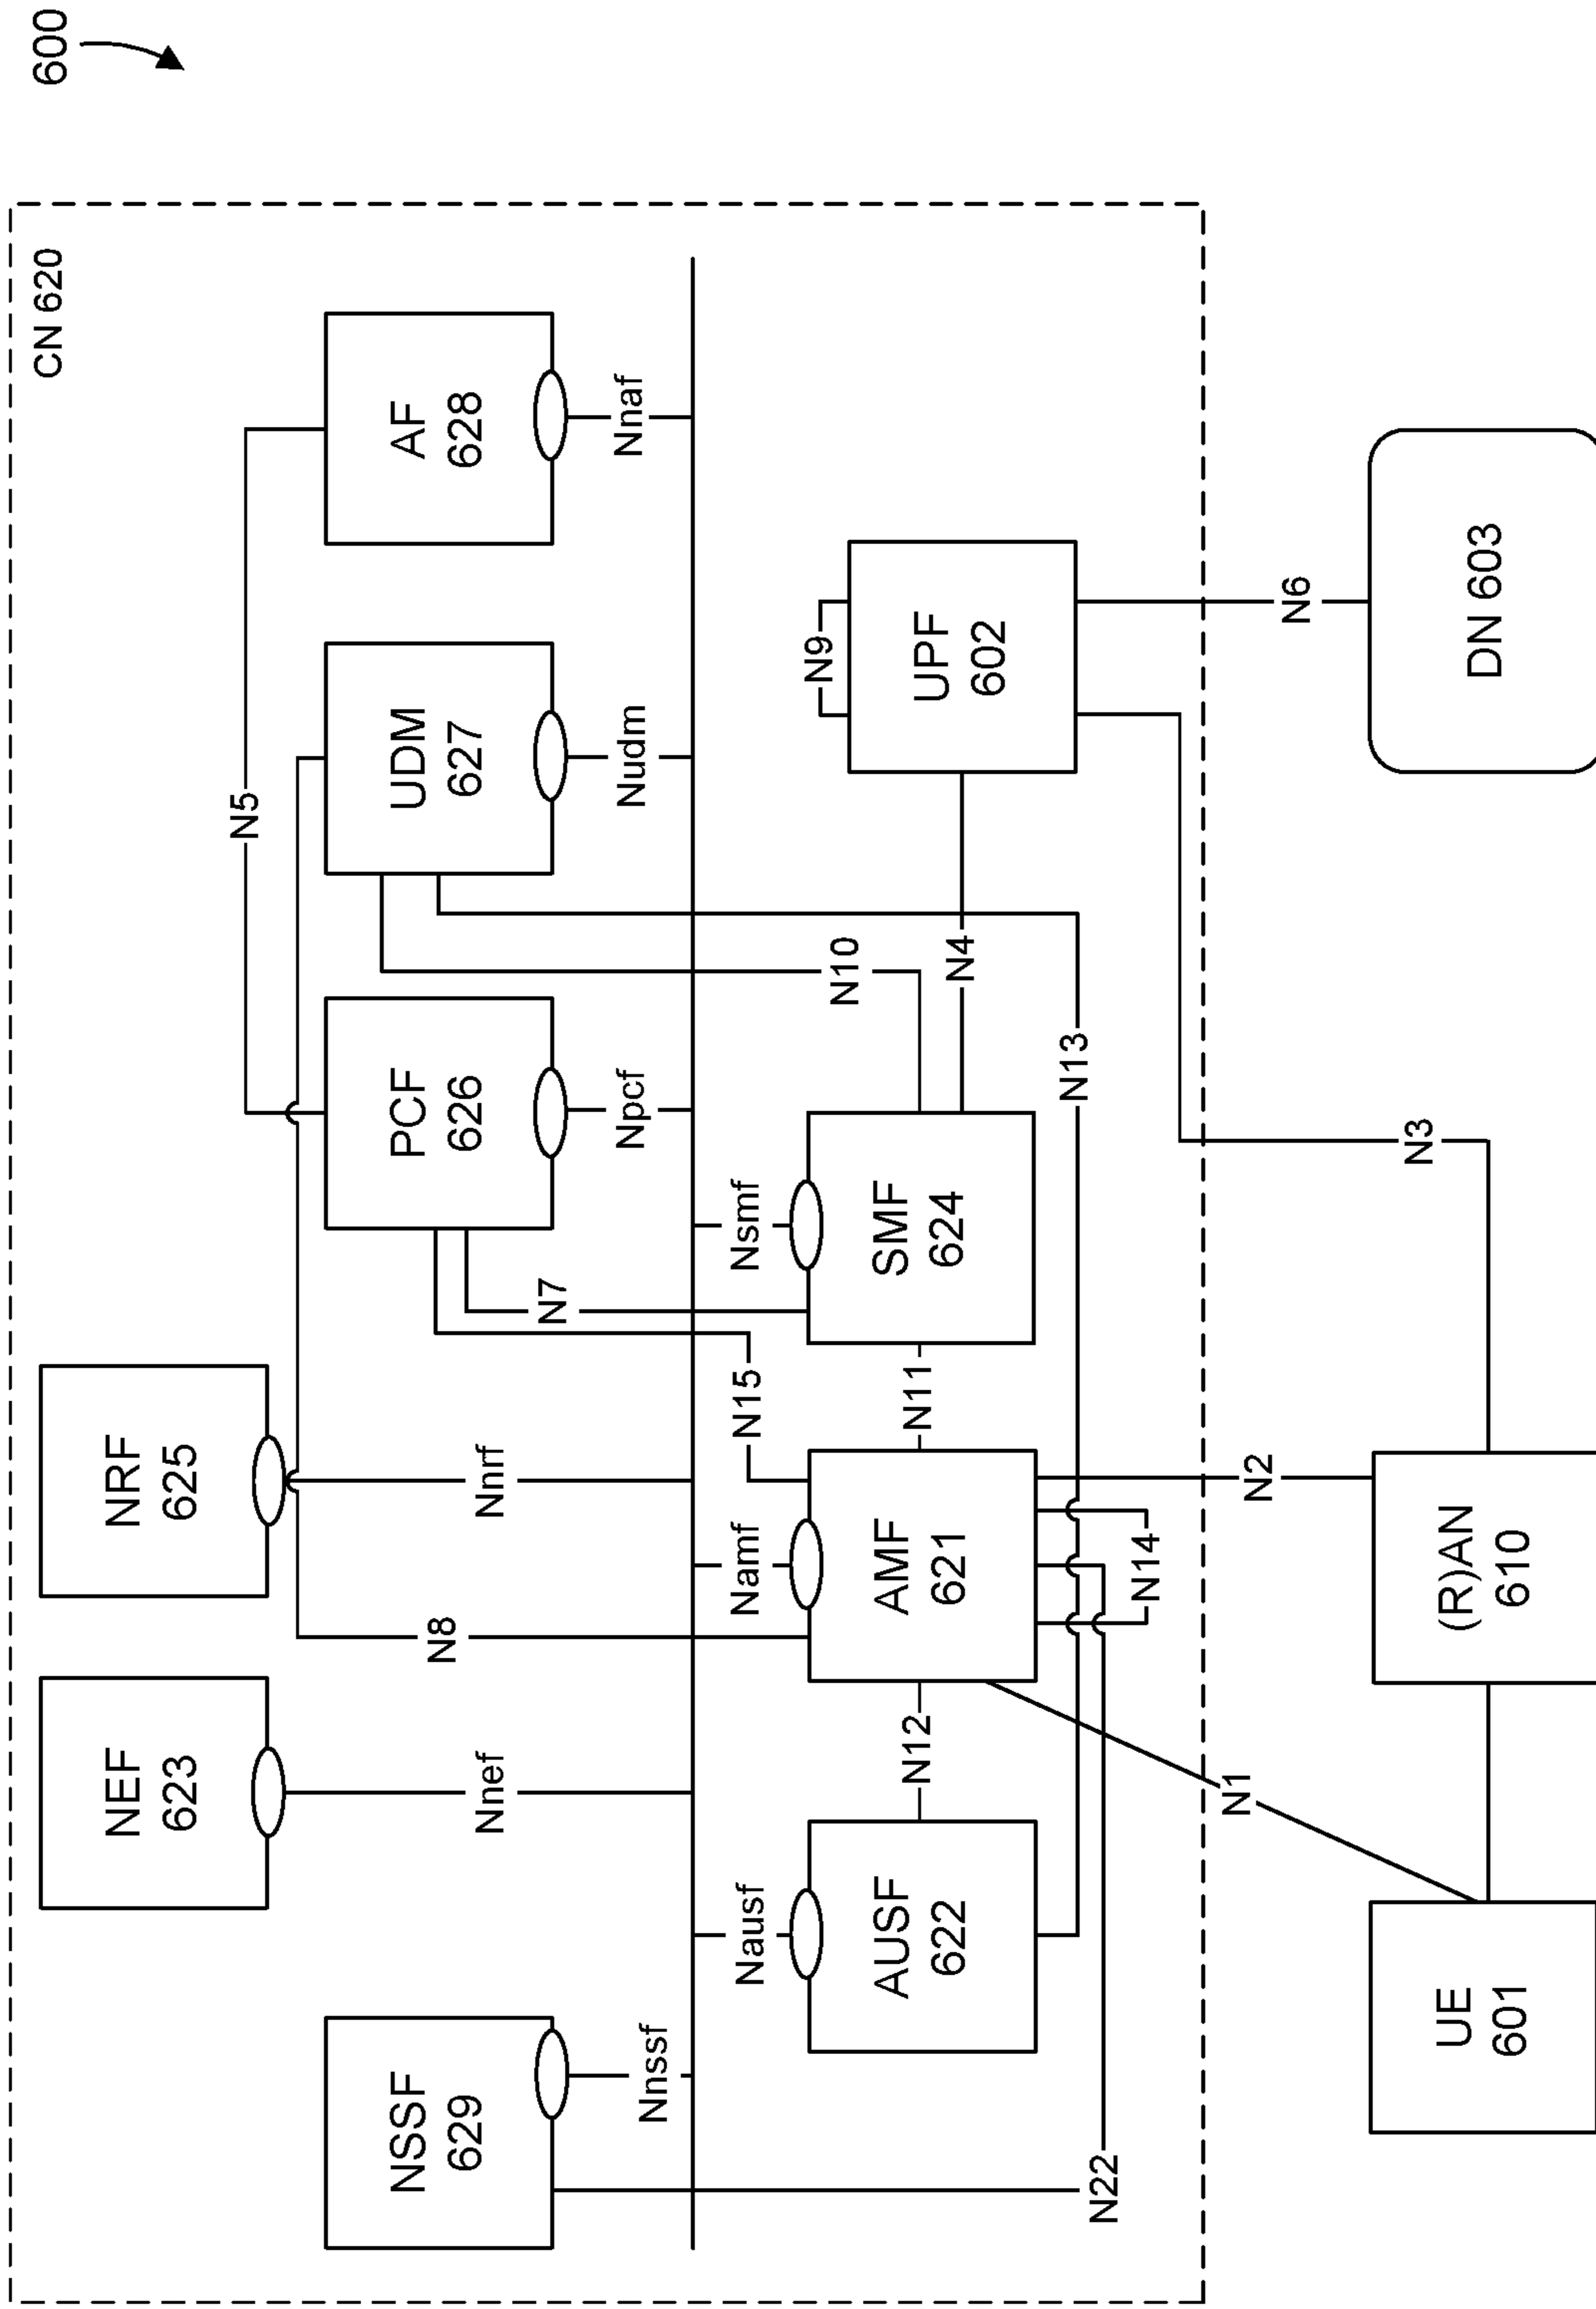 600
CN 620
NEF
623
NRF
625
N5
N8
Nnef
Nnrf
NSSF
629
PCF
626
UDM
627
AF
628
N7
Nnssf
Npcf
Nudm
Nnaf
Nausf
Namf
N15
Nsmf
N10
N9
AUSF
622
N12
AMF
621
N11
SMF
624
N4
UPF
602
N13
N22
N14
N1
N2
N3
N6
UE
601
(R)AN
610
DN 603